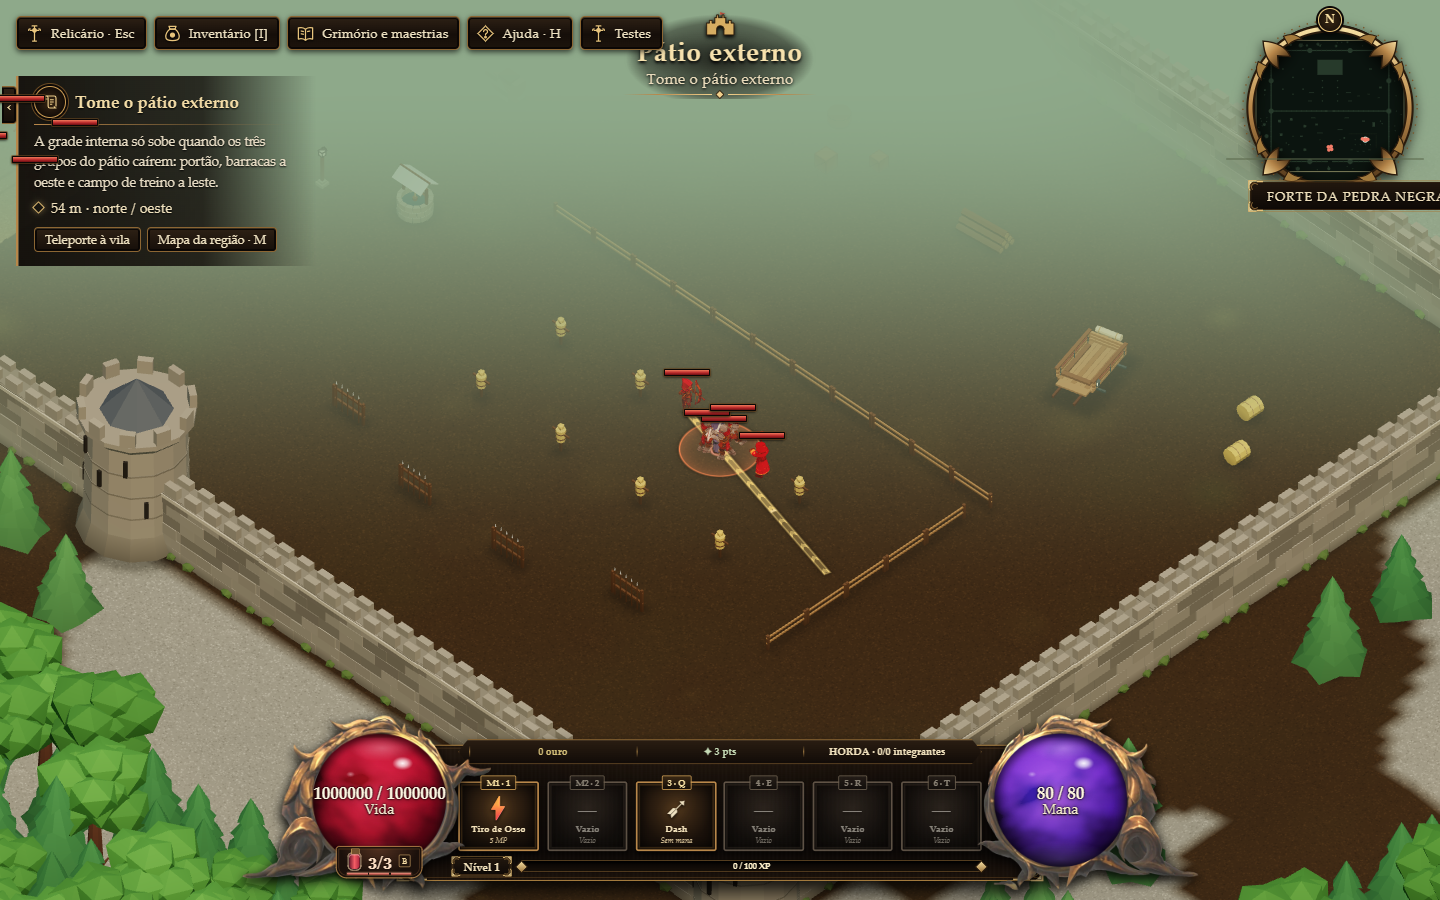 Relicário · Esc
Inventário [I]
Grimório e maestrias
Ajuda · H
Testes
Pátio externo
Tome o pátio externo
N
Tome o pátio externo
A grade interna só sobe quando os três
grupos do pátio caírem: portão, barracas a
oeste e campo de treino a leste.
54 m · norte / oeste
Teleporte à vila
Mapa da região · M
FORTE DA PEDRA NEGRA
0 ouro
3 pts
HORDA · 0/0 integrantes
1000000 / 1000000
Vida
3/3
B
M1 · 1
Tiro de Osso
5 MP
M2 · 2
Vazio
Vazio
3 · Q
Dash
Sem mana
4 · E
Vazio
Vazio
5 · R
Vazio
Vazio
6 · T
Vazio
Vazio
80 / 80
Mana
Nível 1
0 / 100 XP